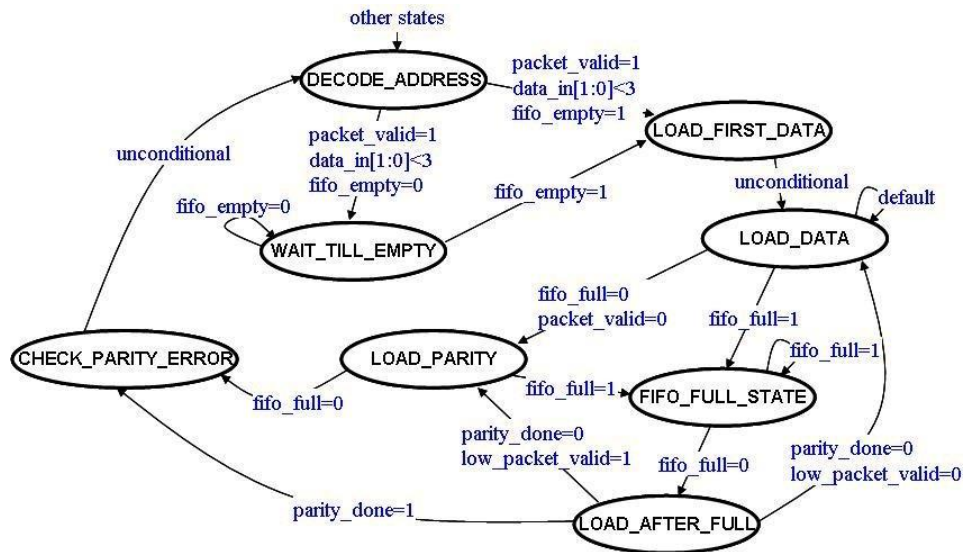 other states
DECODE_ADDRESS
packet_valid=1
data_in[1:0]<3
fifo_empty=1
LOAD_FIRST_DATA
packet_valid=1
data_in[1:0]<3
fifo_empty=0
unconditional
fifo_empty=1
unconditional
fifo_empty=0
default
WAIT_TILL_EMPTY
LOAD_DATA
fifo_full=0
packet_valid=0
fifo_full=1
CHECK_PARITY_ERROR
LOAD_PARITY
fifo_full=1
fifo_full=0
fifo_full=1
FIFO_FULL_STATE
parity_done=0
low_packet_valid=1
fifo_full=0
parity_done=0
low_packet_valid=0
parity_done=1
LOAD_AFTER_FULL